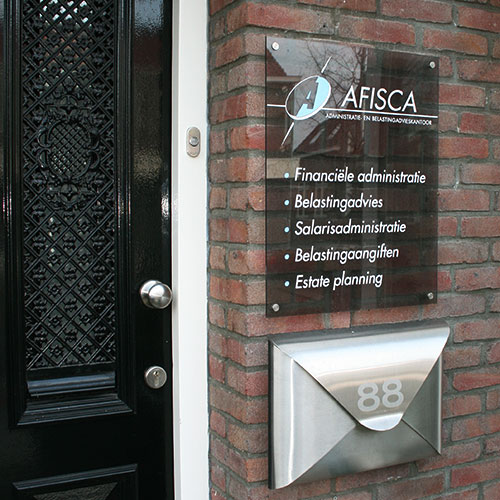 A AFISCA
ADMINISTRATIE- EN BELASTINGADVIESKANTOOR
• Financiële administratie
• Belastingadvies
• Salarisadministratie
• Belastingaangiften
• Estate planning
88